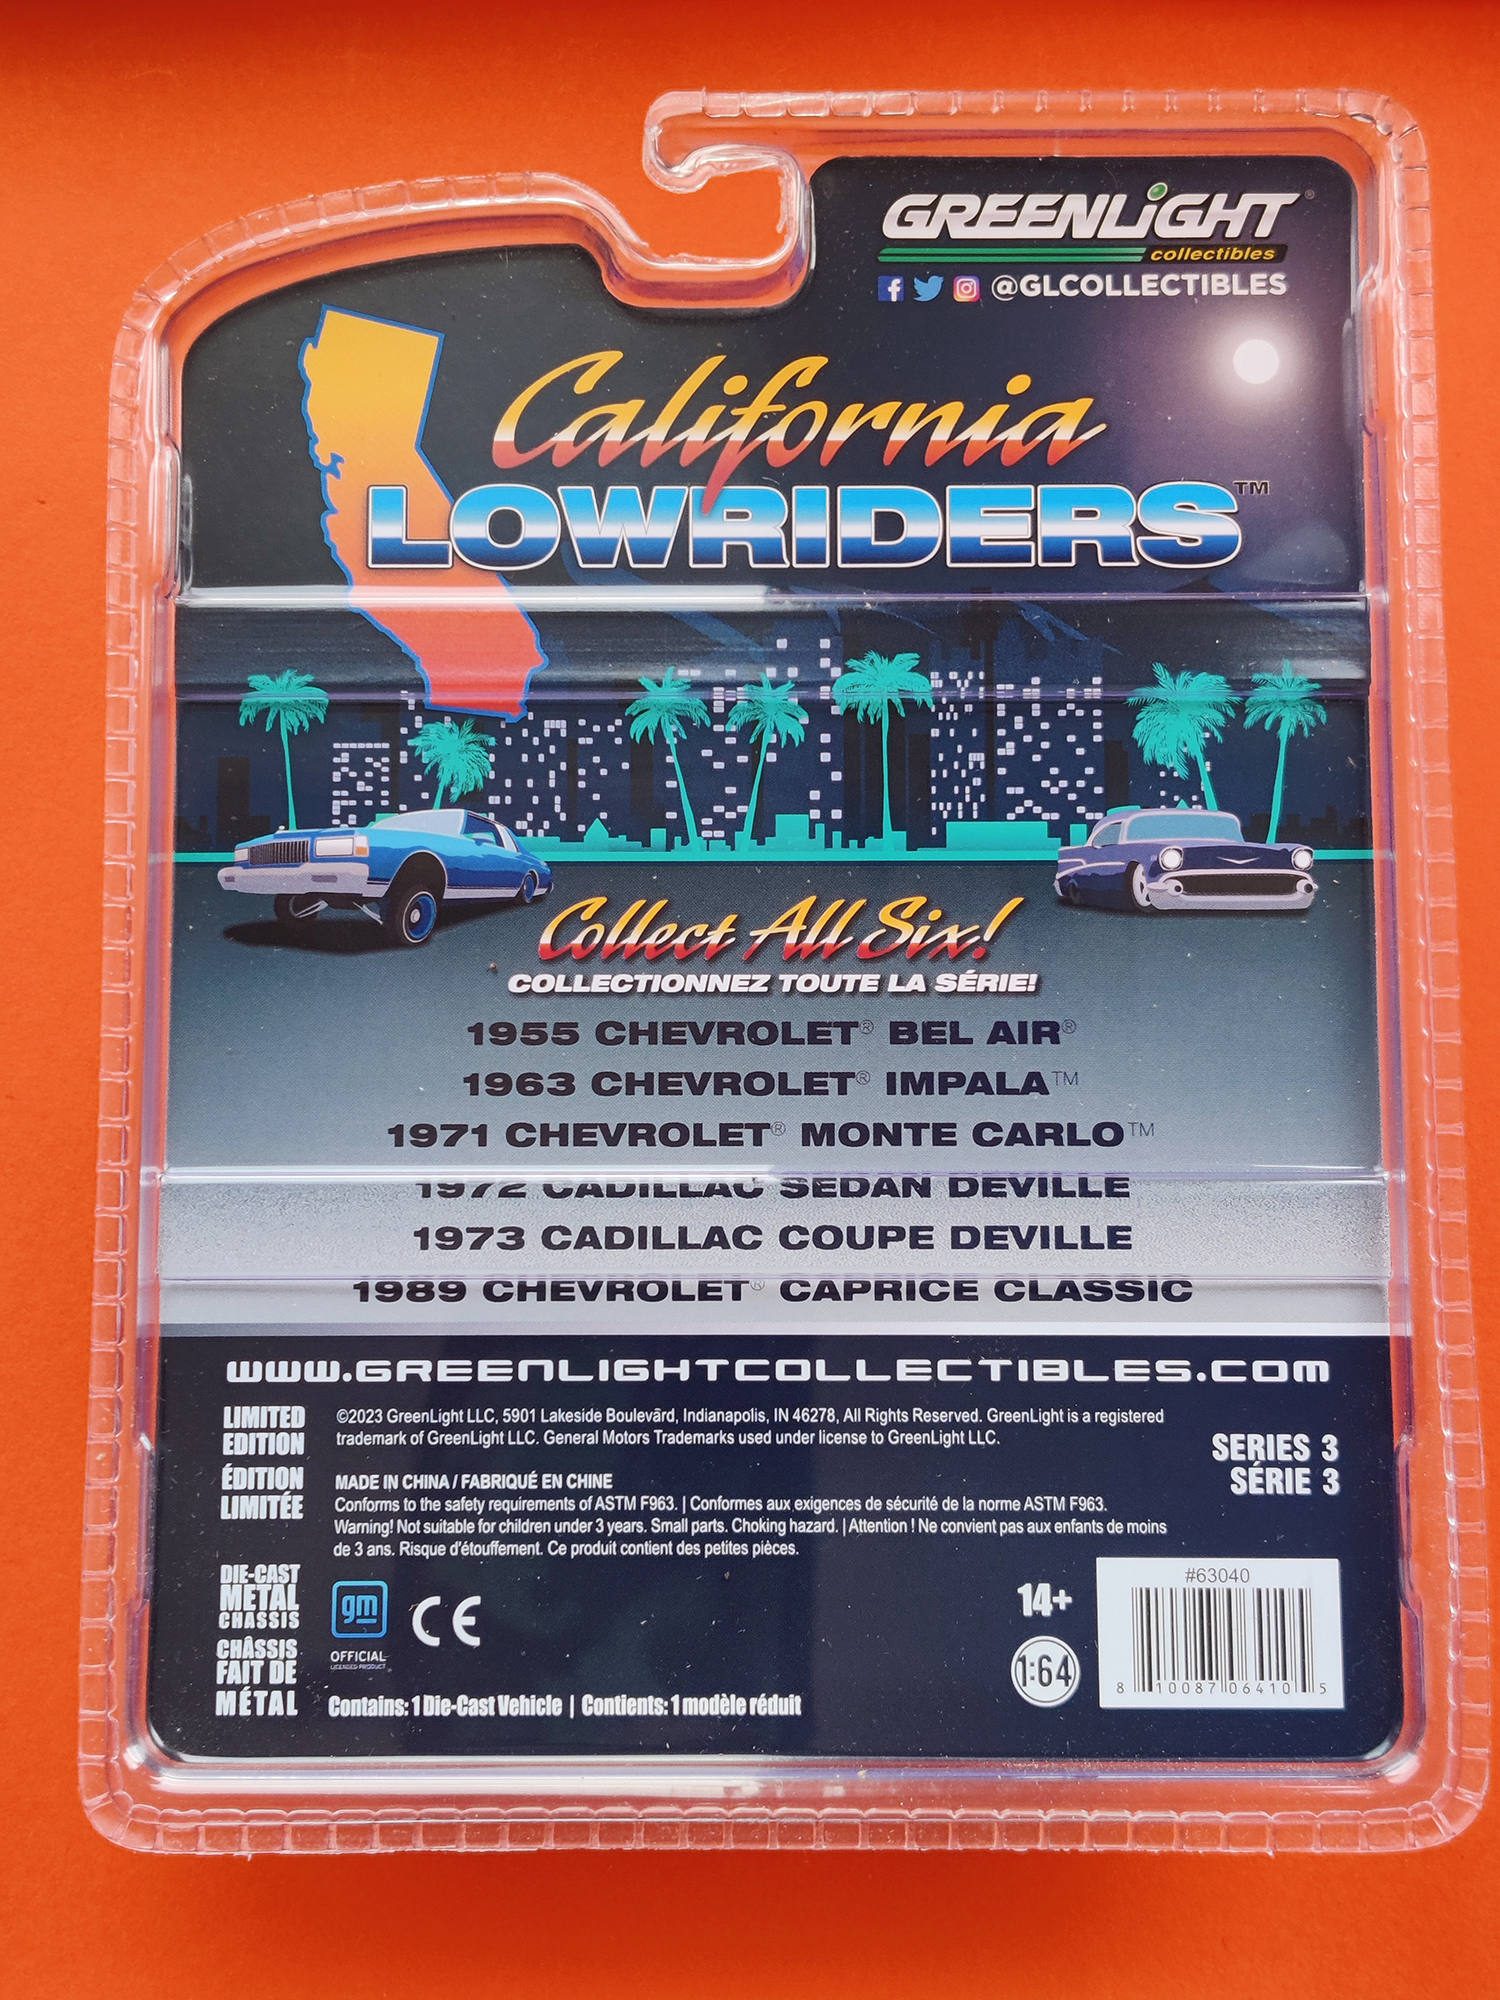 GREENLiGHT®
collectibles
@GLCOLLECTIBLES
California
LOWRIDERS™
Collect All Six!
COLLECTIONNEZ TOUTE LA SÉRIE!
1955 CHEVROLET® BEL AIR®
1963 CHEVROLET® IMPALA™
1971 CHEVROLET® MONTE CARLO™
1972 CADILLAC SEDAN DEVILLE
1973 CADILLAC COUPE DEVILLE
1989 CHEVROLET® CAPRICE CLASSIC
WWW.GREENLIGHTCOLLECTIBLES.COM
LIMITED
EDITION
ÉDITION
LIMITÉE
©2023 GreenLight LLC, 5901 Lakeside Boulevard, Indianapolis, IN 46278, All Rights Reserved. GreenLight is a registered
trademark of GreenLight LLC. General Motors Trademarks used under license to GreenLight LLC.
MADE IN CHINA / FABRIQUÉ EN CHINE
Conforms to the safety requirements of ASTM F963. | Conformes aux exigences de sécurité de la norme ASTM F963.
Warning! Not suitable for children under 3 years. Small parts. Choking hazard. | Attention ! Ne convient pas aux enfants de moins
de 3 ans. Risque d'étouffement. Ce produit contient des petites pièces.
SERIES 3
SÉRIE 3
DIE-CAST
METAL
CHASSIS
CHÂSSIS
FAIT DE
MÉTAL
gm
OFFICIAL
LICENSED PRODUCT
CE
Contains: 1 Die-Cast Vehicle | Contients: 1 modèle réduit
14+
1:64
#63040
8 10087 06410 5